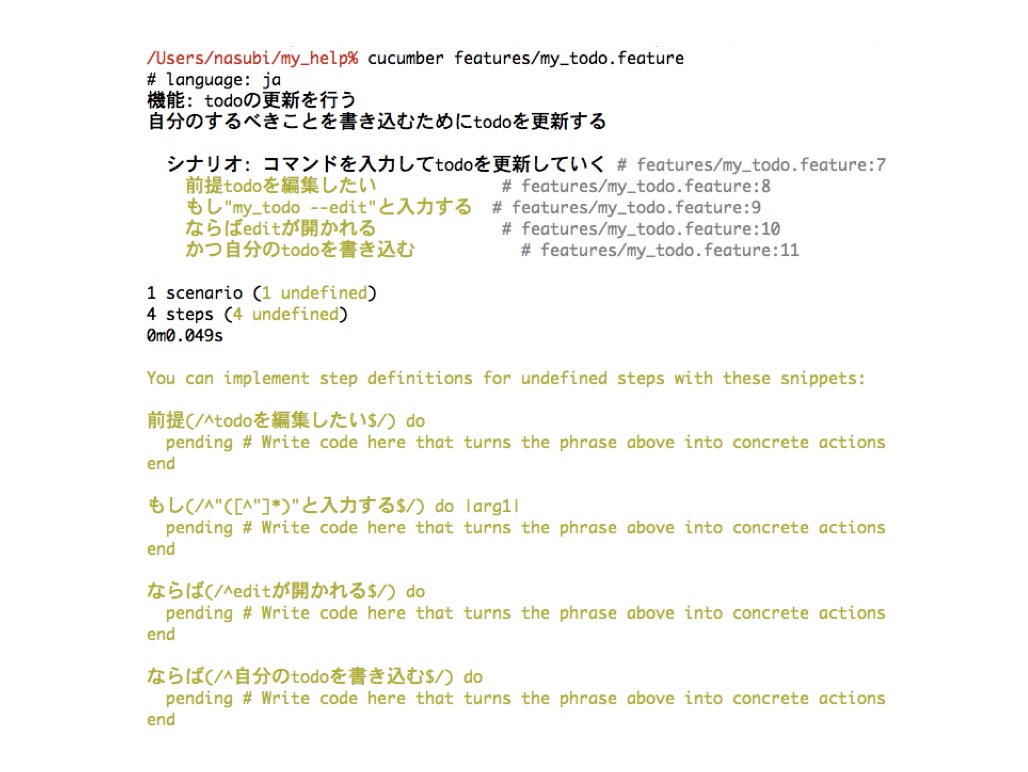 /Users/nasubi/my_help% cucumber features/my_todo.feature
# language: ja
機能: todoの更新を行う
自分のするべきことを書き込むためにtodoを更新する
シナリオ: コマンドを入力してtodoを更新していく # features/my_todo.feature:7
前提todoを編集したい # features/my_todo.feature:8
もし"my_todo --edit"と入力する # features/my_todo.feature:9
ならばeditが開かれる # features/my_todo.feature:10
かつ自分のtodoを書き込む # features/my_todo.feature:11
1 scenario (1 undefined)
4 steps (4 undefined)
0m0.049s
You can implement step definitions for undefined steps with these snippets:
前提(/^todoを編集したい$/) do
  pending # Write code here that turns the phrase above into concrete actions
end
もし(/^"([^"]*)"と入力する$/) do |arg1|
  pending # Write code here that turns the phrase above into concrete actions
end
ならば(/^editが開かれる$/) do
  pending # Write code here that turns the phrase above into concrete actions
end
ならば(/^自分のtodoを書き込む$/) do
  pending # Write code here that turns the phrase above into concrete actions
end